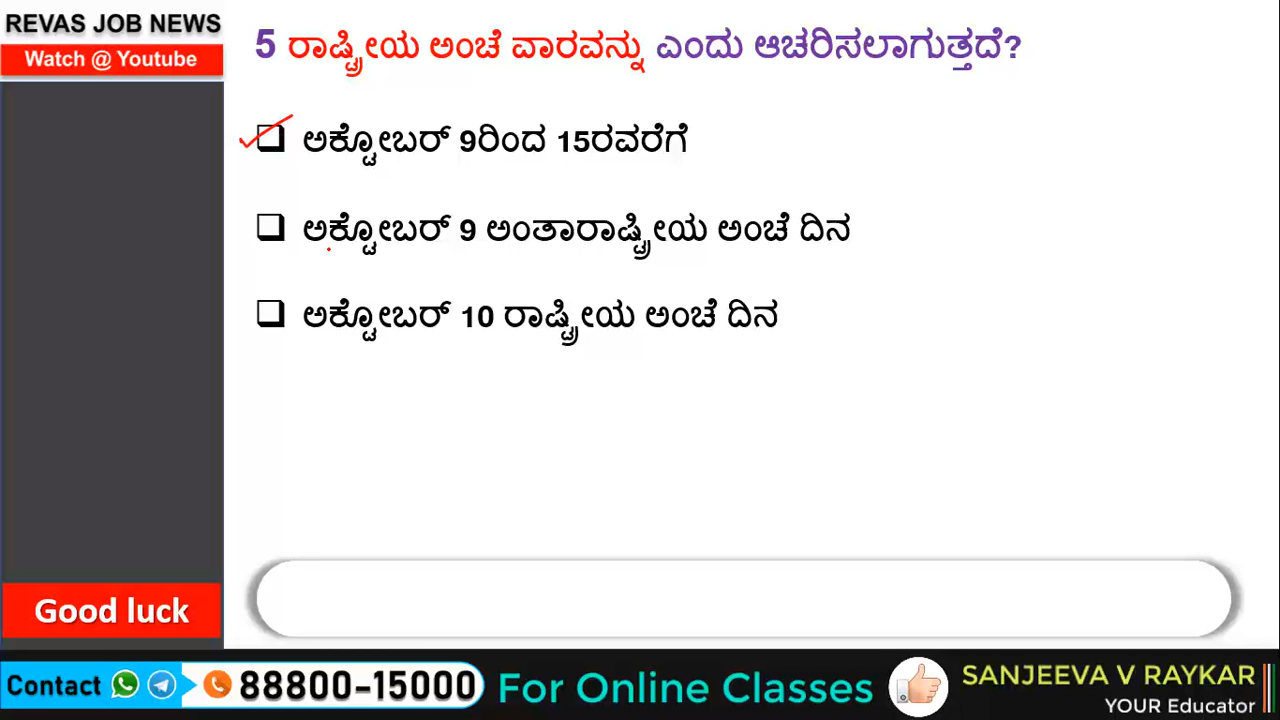 REVAS JOB NEWS
Watch @ Youtube
5 ರಾಷ್ಟ್ರೀಯ ಅಂಚೆ ವಾರವನ್ನು ಎಂದು ಆಚರಿಸಲಾಗುತ್ತದೆ?
ಅಕ್ಟೋಬರ್ 9ರಿಂದ 15ರವರೆಗೆ
ಅಕ್ಟೋಬರ್ 9 ಅಂತಾರಾಷ್ಟ್ರೀಯ ಅಂಚೆ ದಿನ
ಅಕ್ಟೋಬರ್ 10 ರಾಷ್ಟ್ರೀಯ ಅಂಚೆ ದಿನ
Good luck
Contact 88800-15000 For Online Classes
SANJEEVA V RAYKAR
YOUR Educator